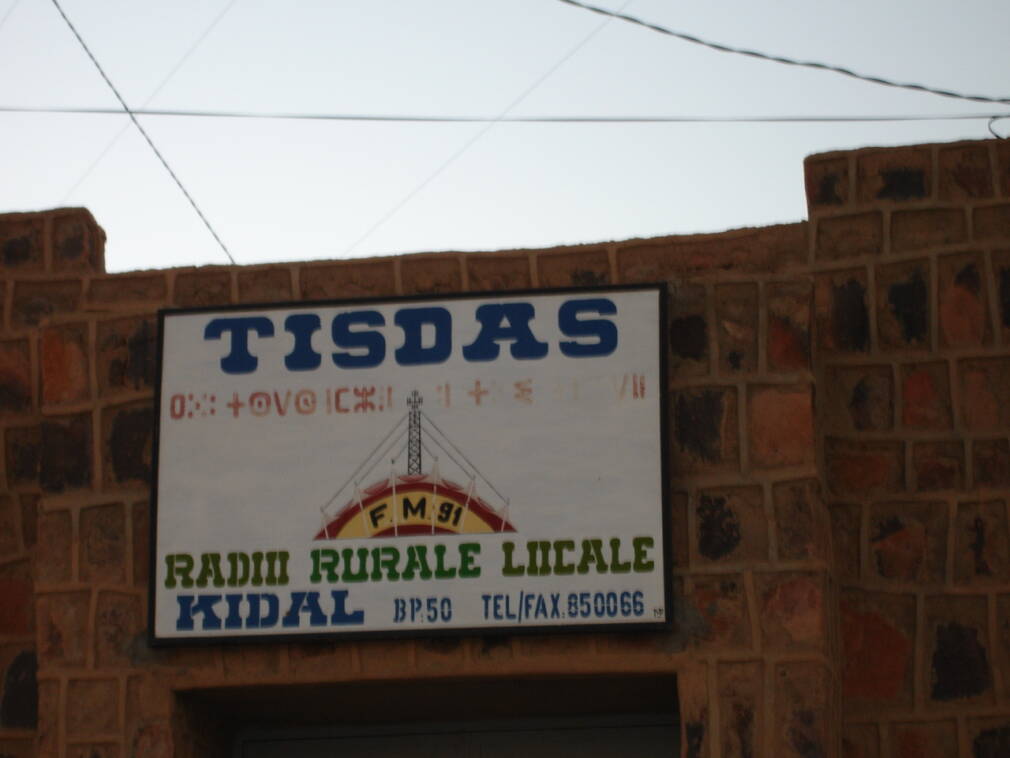 TISDAS
F.M.91
RADIO RURALE LOCALE
KIDAL BP:50 TEL/FAX:850066